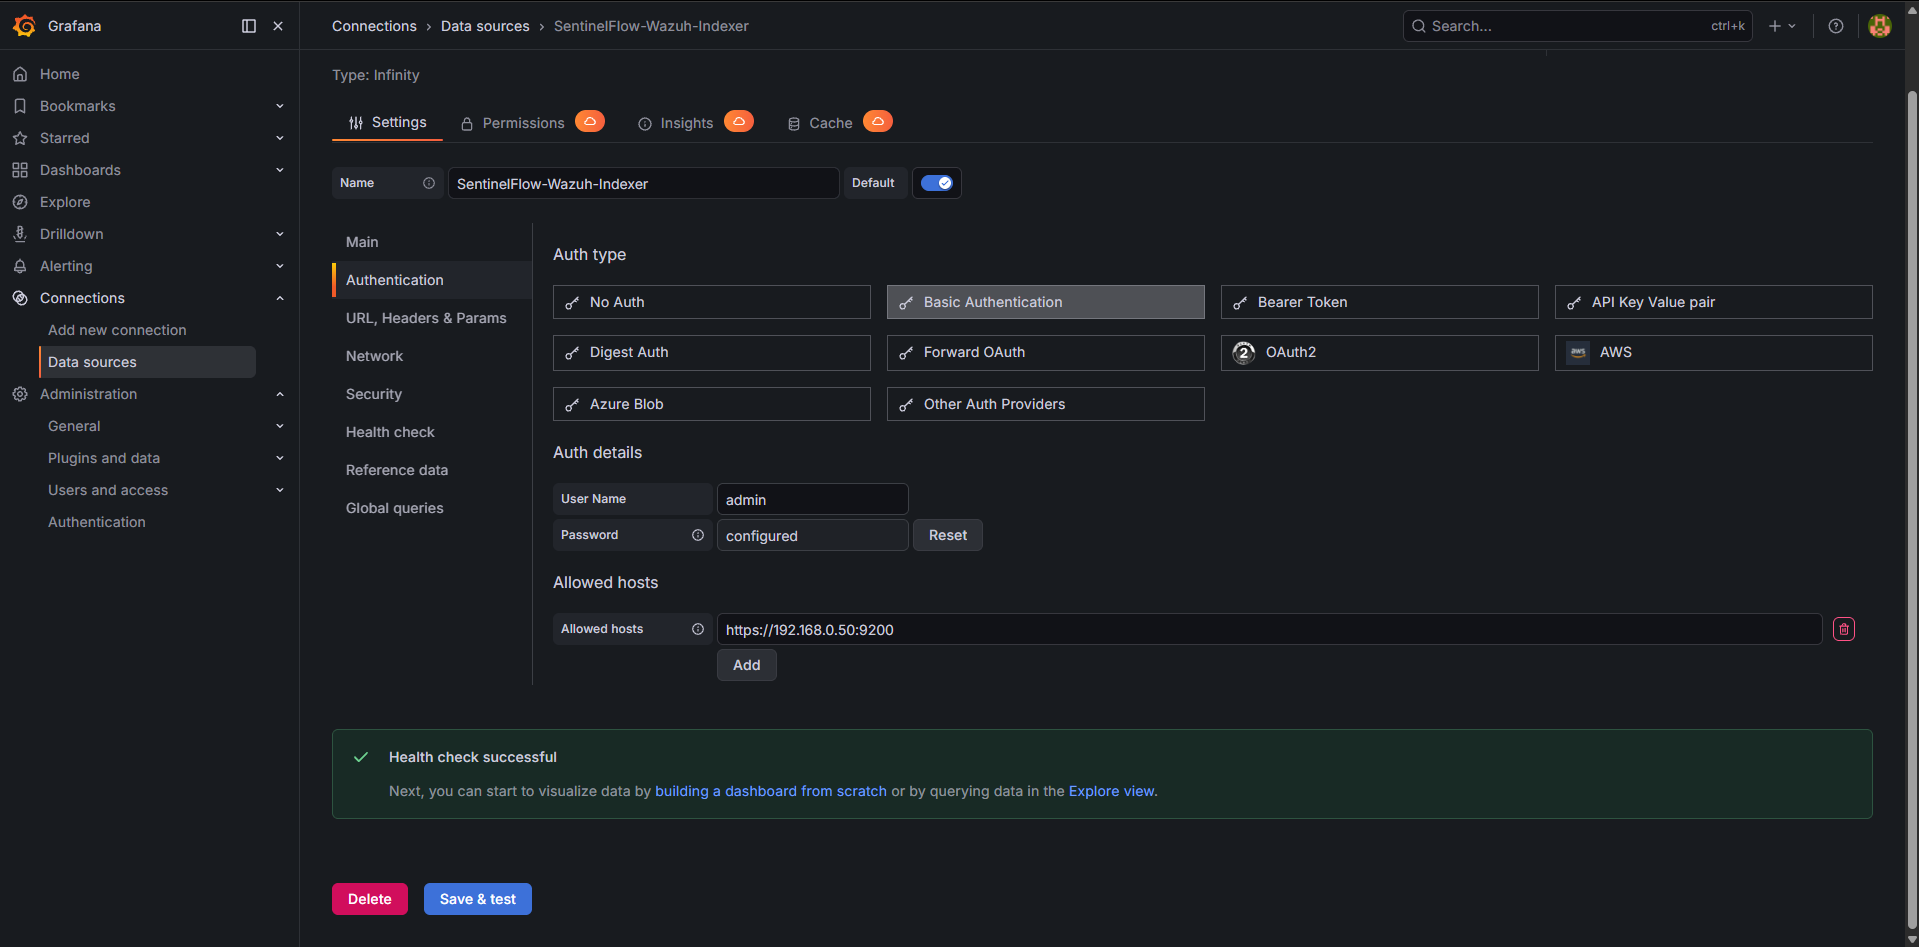 Grafana
Connections › Data sources › SentinelFlow-Wazuh-Indexer
Search...
ctrl+k
Home
Bookmarks
Starred
Dashboards
Explore
Drilldown
Alerting
Connections
Add new connection
Data sources
Administration
General
Plugins and data
Users and access
Authentication
Type: Infinity
Settings
Permissions
Insights
Cache
Name
SentinelFlow-Wazuh-Indexer
Default
Main
Authentication
URL, Headers & Params
Network
Security
Health check
Reference data
Global queries
Auth type
No Auth
Basic Authentication
Bearer Token
API Key Value pair
Digest Auth
Forward OAuth
2
OAuth2
aws
AWS
Azure Blob
Other Auth Providers
Auth details
User Name
admin
Password
configured
Reset
Allowed hosts
Allowed hosts
https://192.168.0.50:9200
Add
Health check successful
Next, you can start to visualize data by building a dashboard from scratch or by querying data in the Explore view.
Delete
Save & test